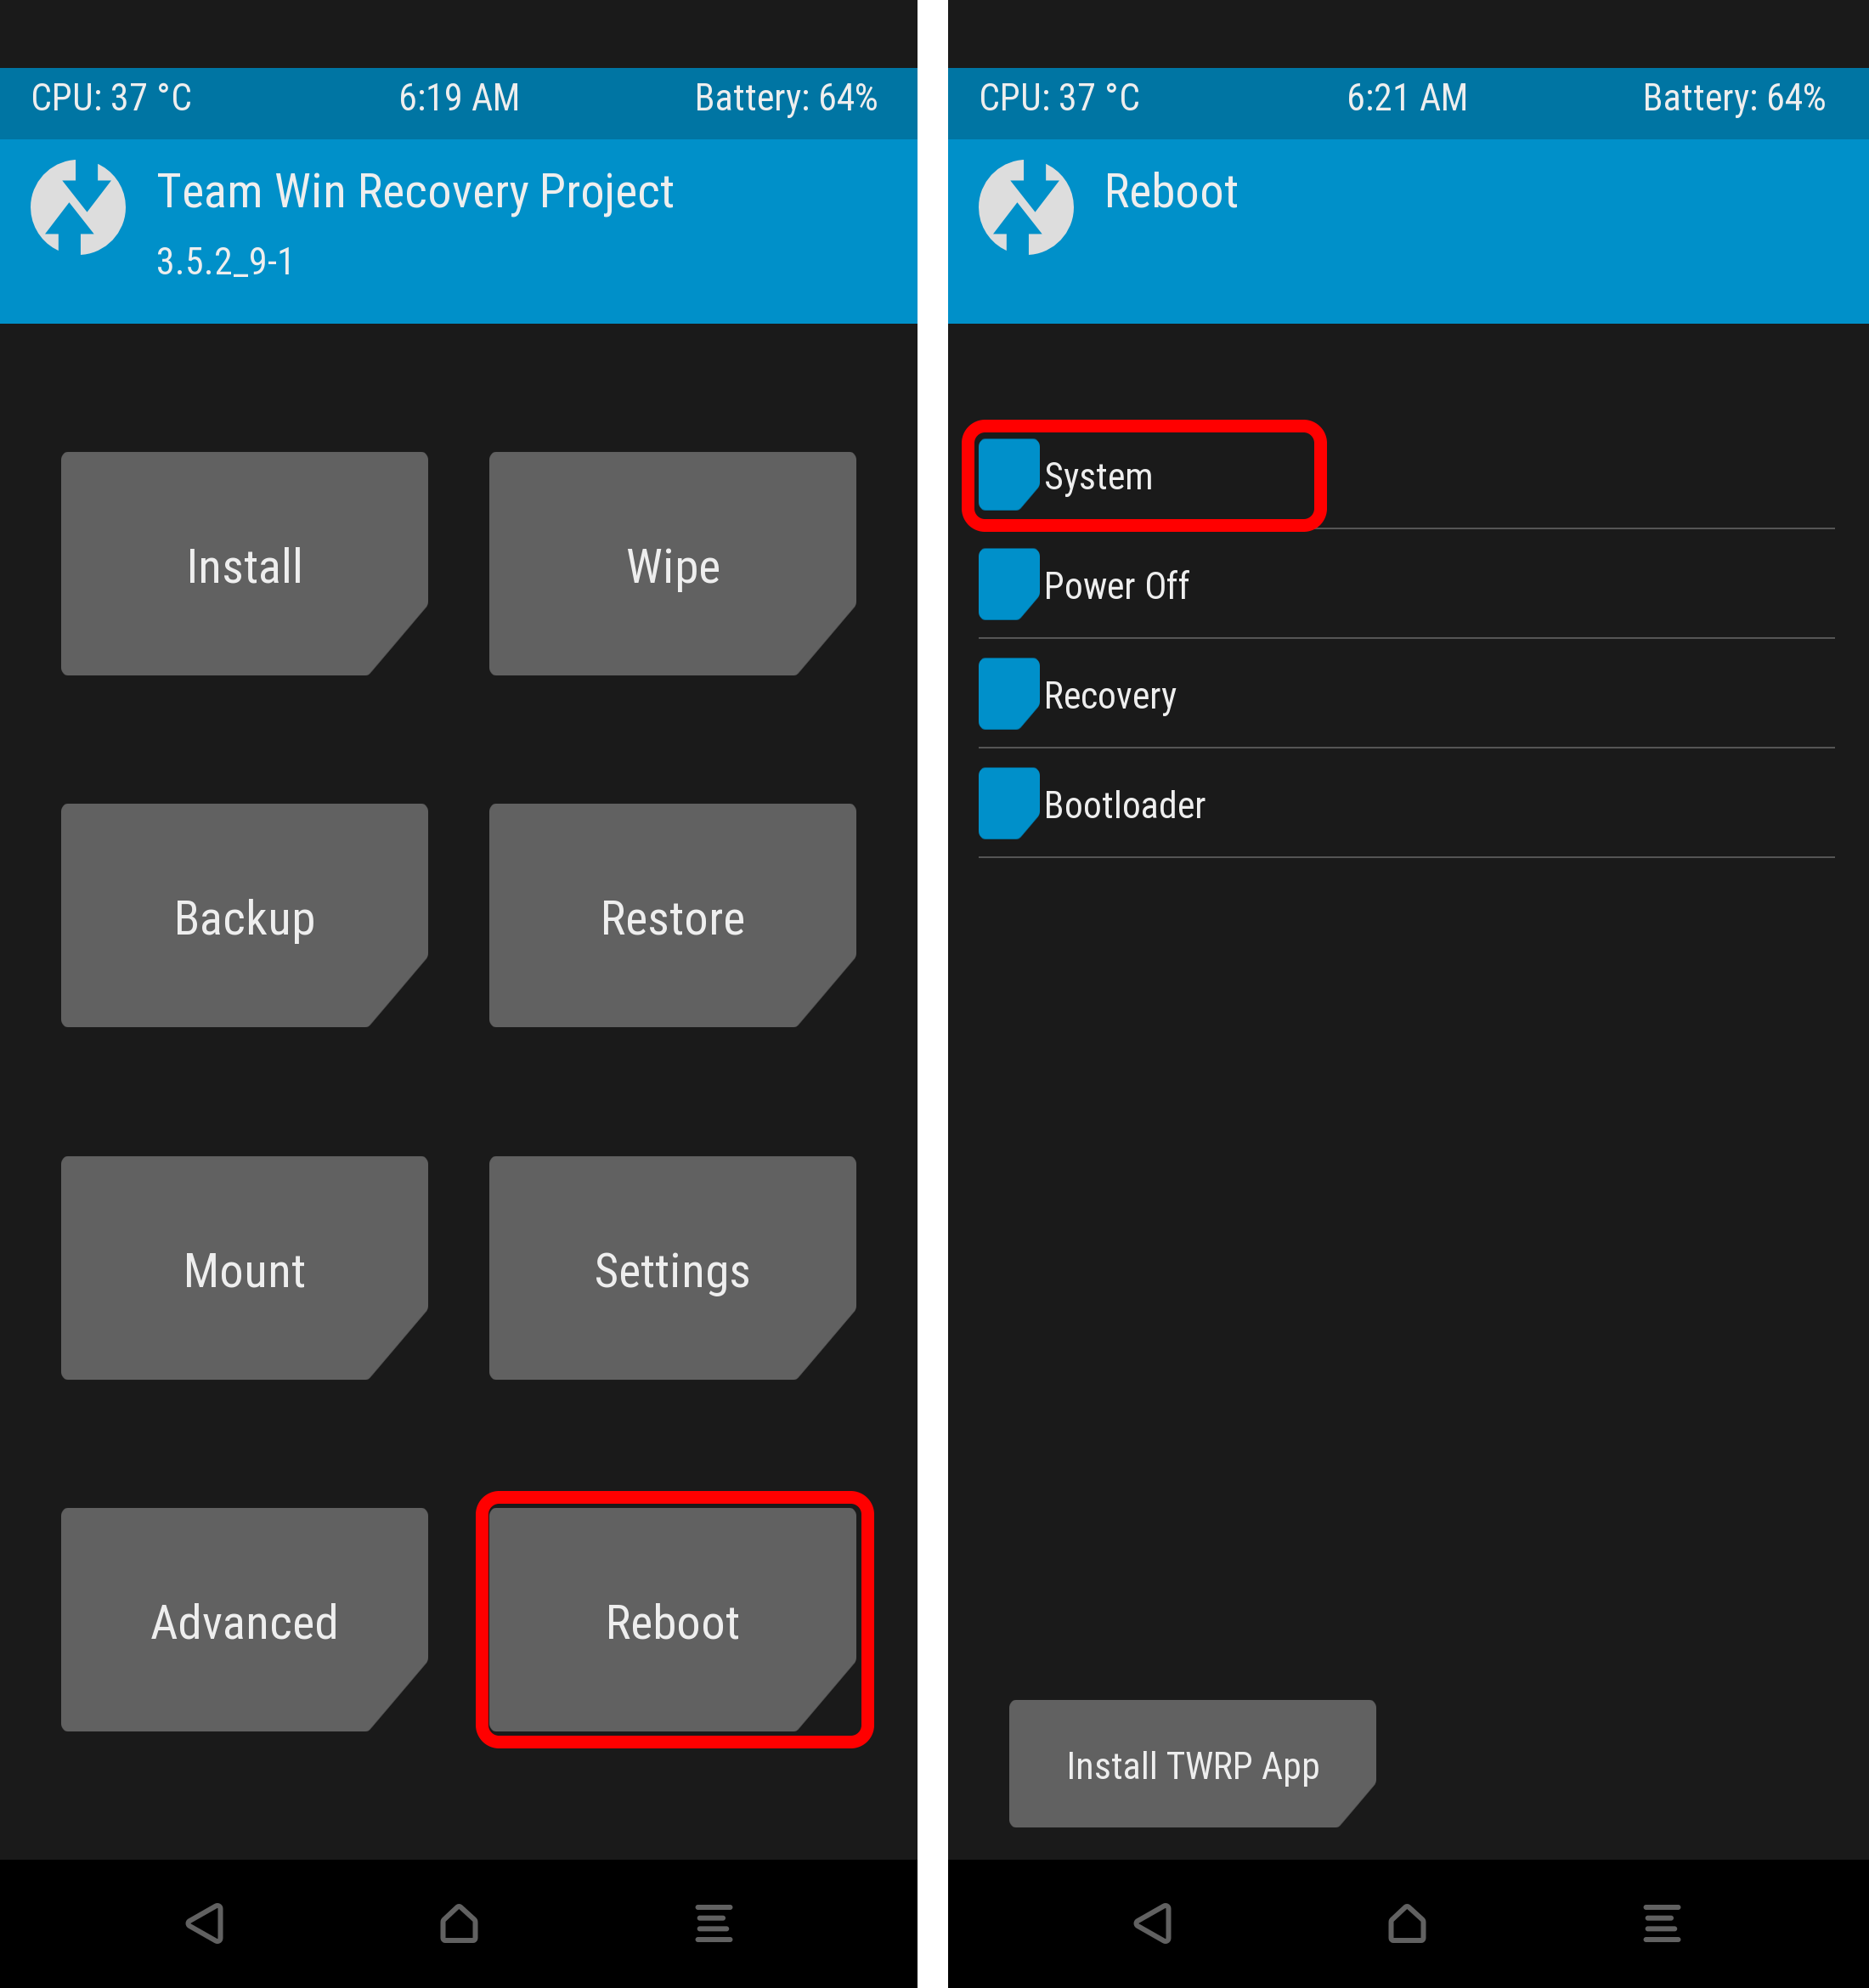 CPU: 37 °C 6:19 AM Battery: 64%
Team Win Recovery Project
3.5.2_9-1
Install Wipe
Backup Restore
Mount Settings
Advanced Reboot
CPU: 37 °C 6:21 AM Battery: 64%
Reboot
System
Power Off
Recovery
Bootloader
Install TWRP App